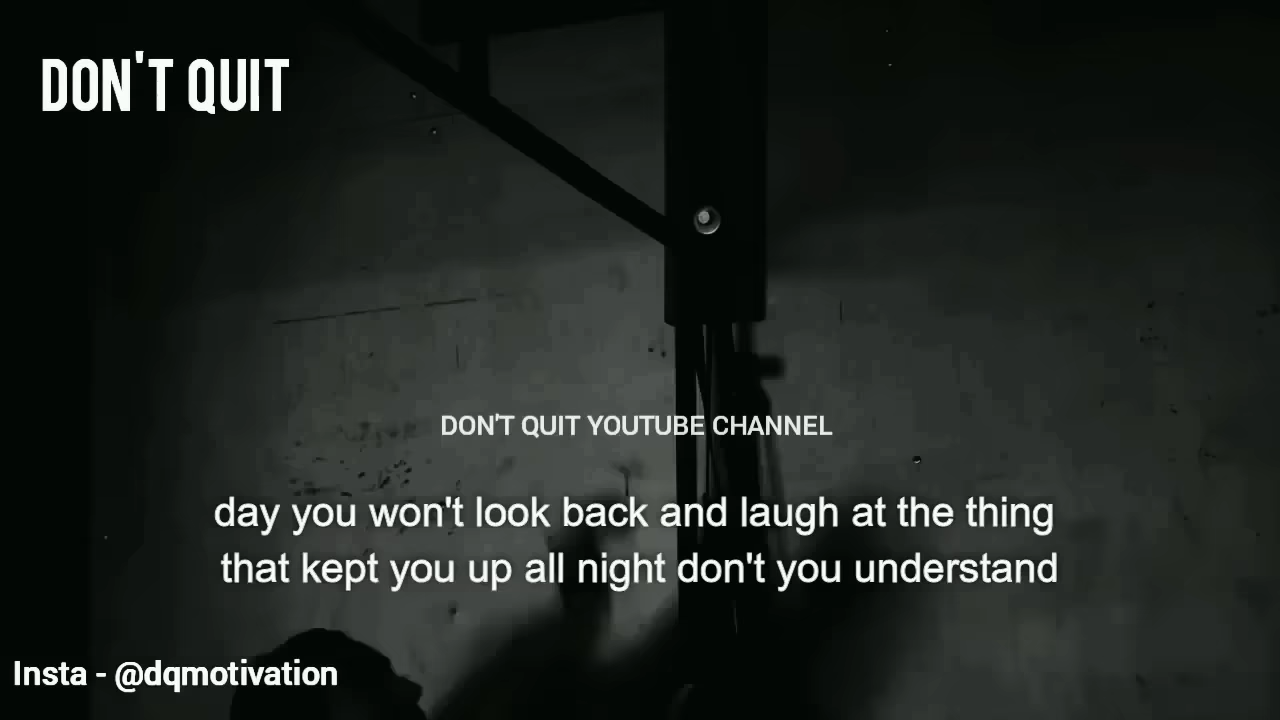 DON'T QUIT
DON'T QUIT YOUTUBE CHANNEL
day you won't look back and laugh at the thing
that kept you up all night don't you understand
Insta - @dqmotivation